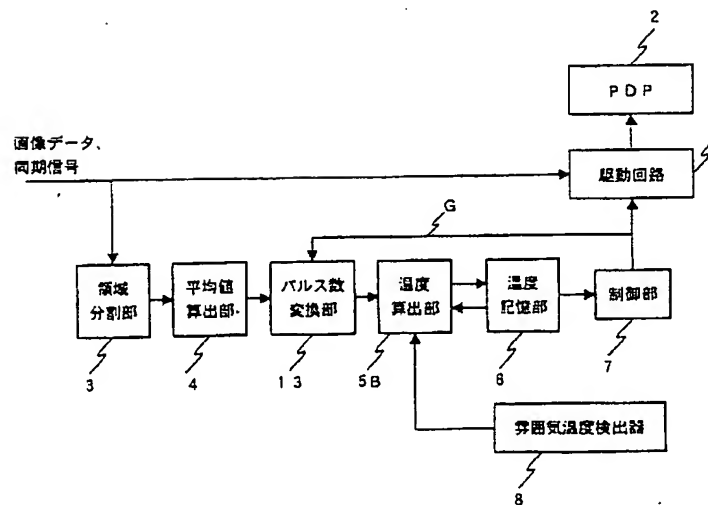 2
PDP
画像データ、
同期信号
駆動回路
G
領域
分割部
平均値
算出部
パルス数
変換部
温度
算出部
温度
記憶部
制御部
3
4
13
5B
6
7
雰囲気温度検出器
8